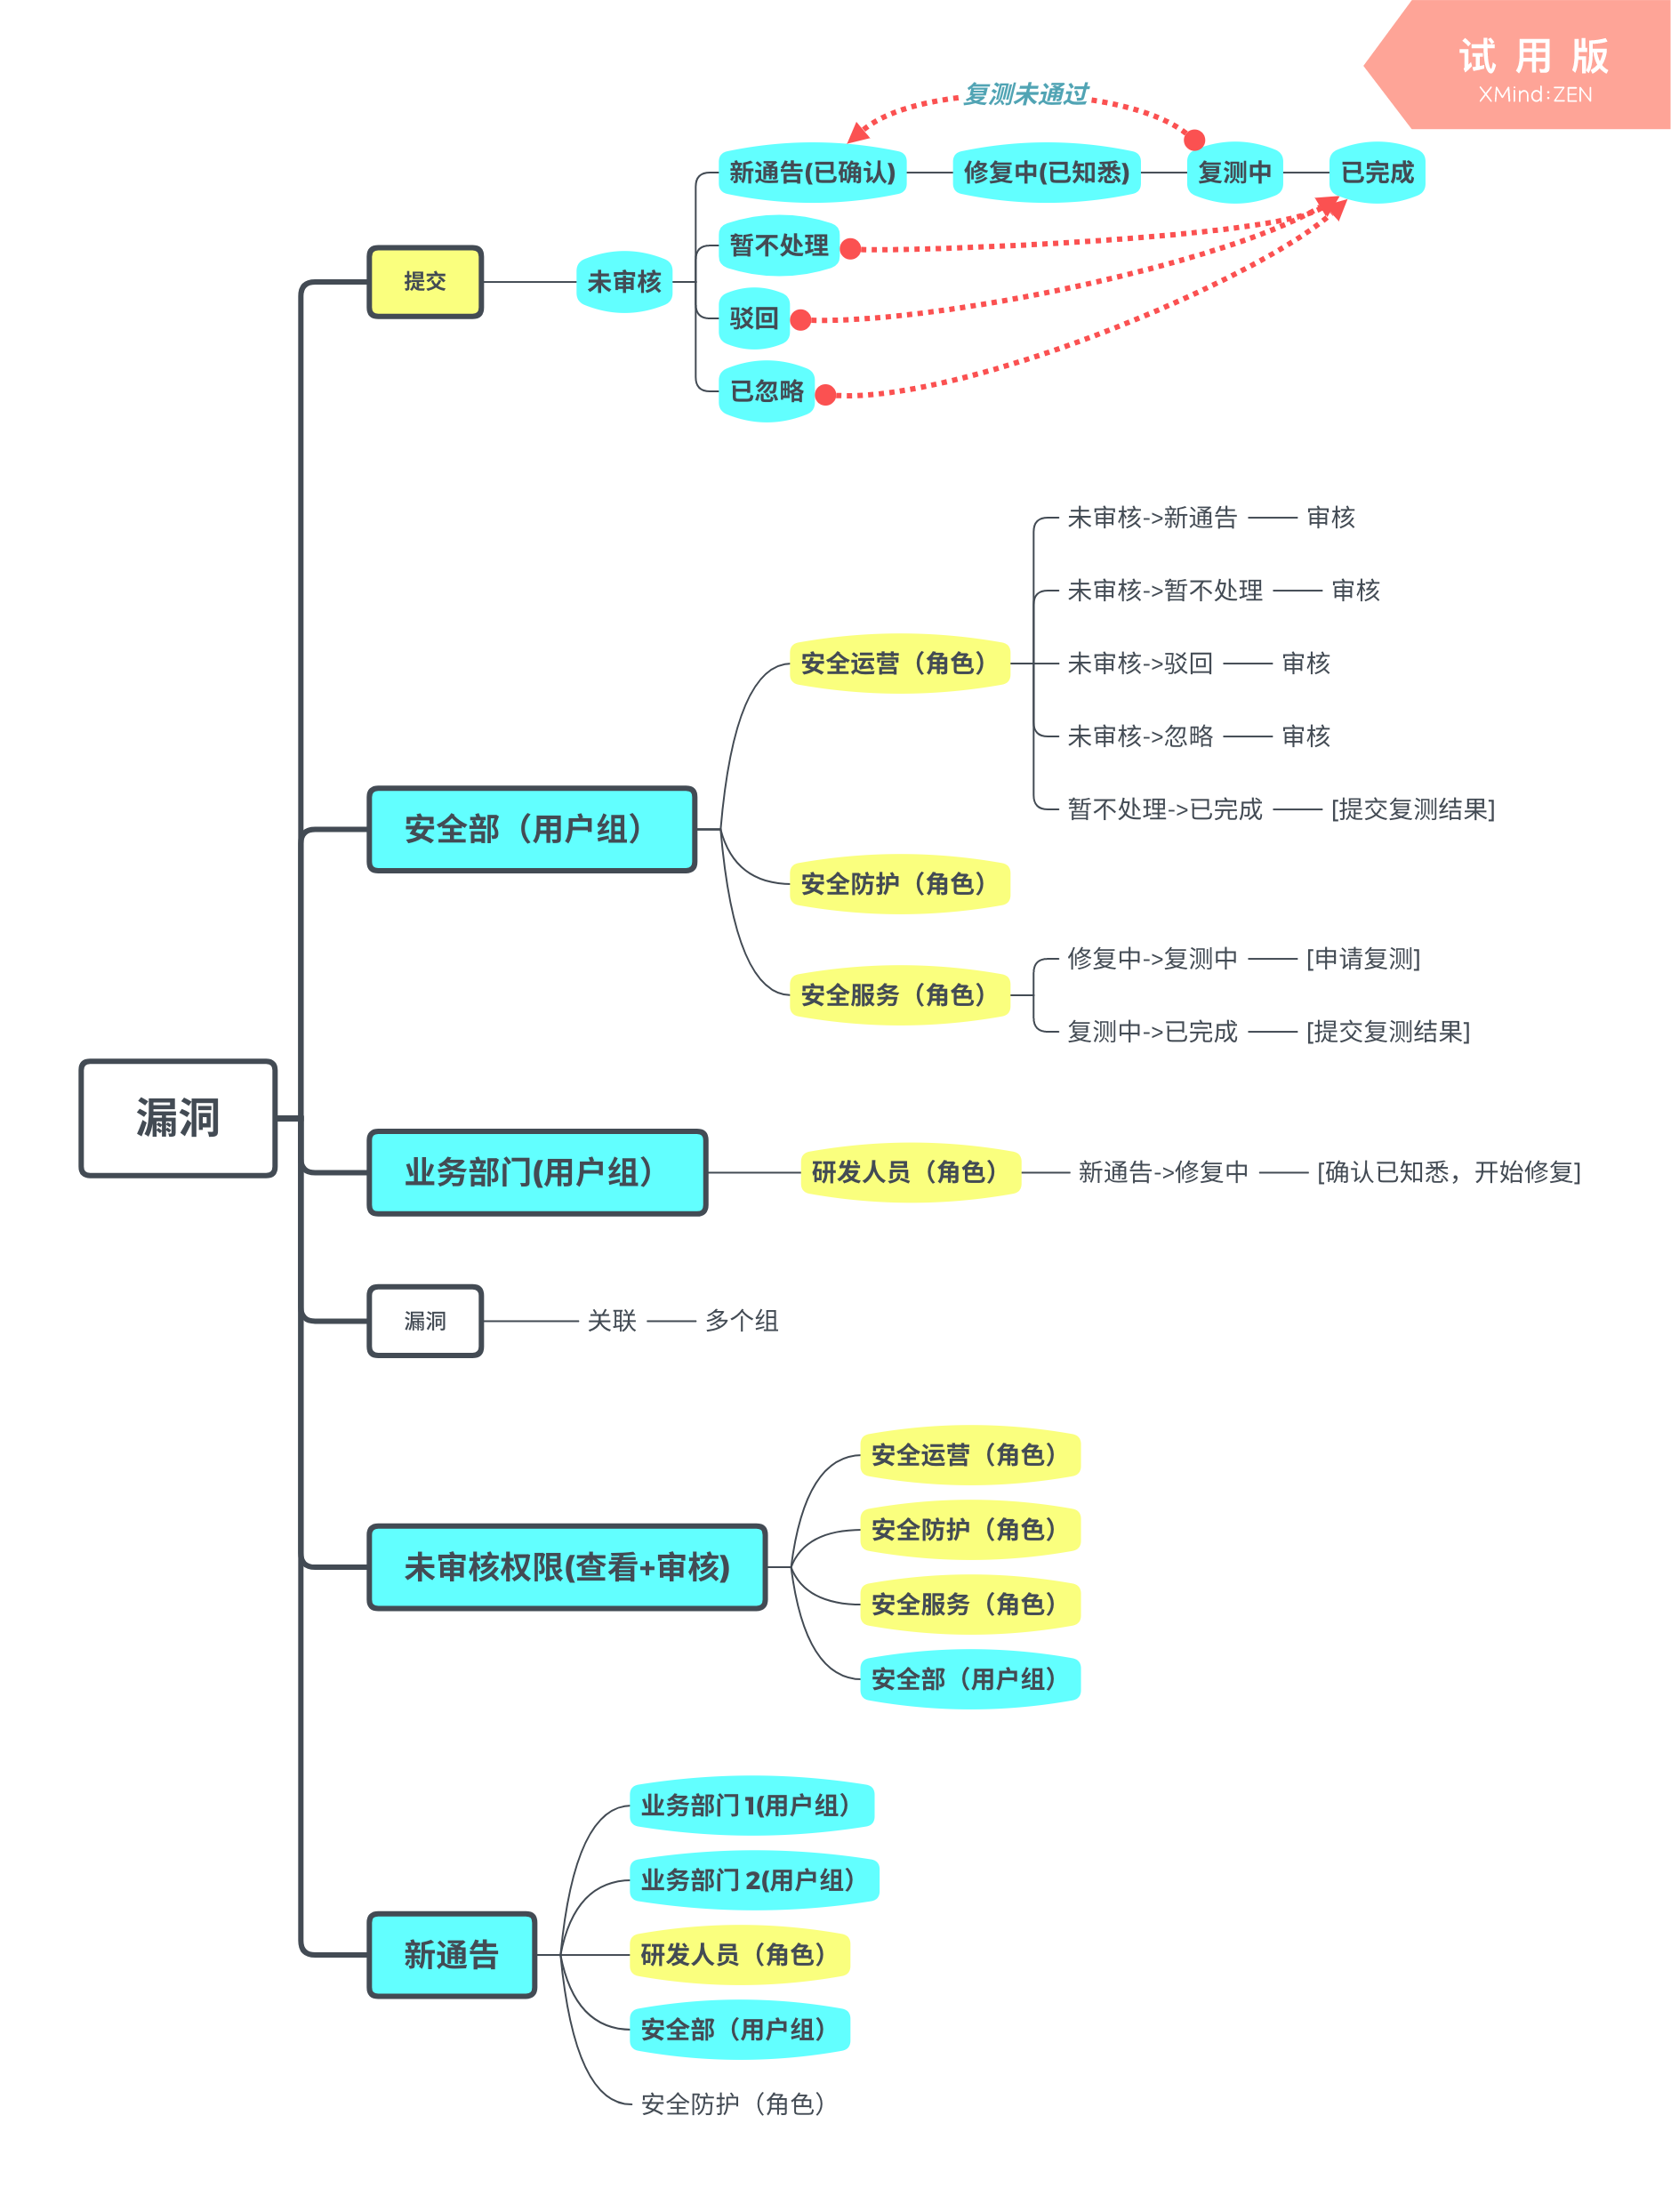 试用版
XMind:ZEN
复测未通过
新通告(已确认)
修复中(已知悉)
复测中
已完成
暂不处理
提交
未审核
驳回
已忽略
未审核->新通告
审核
未审核->暂不处理
审核
安全运营（角色）
未审核->驳回
审核
未审核->忽略
审核
暂不处理->已完成
[提交复测结果]
安全部（用户组）
安全防护（角色）
安全服务（角色）
修复中->复测中
[申请复测]
复测中->已完成
[提交复测结果]
漏洞
业务部门(用户组）
研发人员（角色）
新通告->修复中
[确认已知悉，开始修复]
漏洞
关联
多个组
未审核权限(查看+审核)
安全运营（角色）
安全防护（角色）
安全服务（角色）
安全部（用户组）
新通告
业务部门 1(用户组）
业务部门 2(用户组）
研发人员（角色）
安全部（用户组）
安全防护（角色）